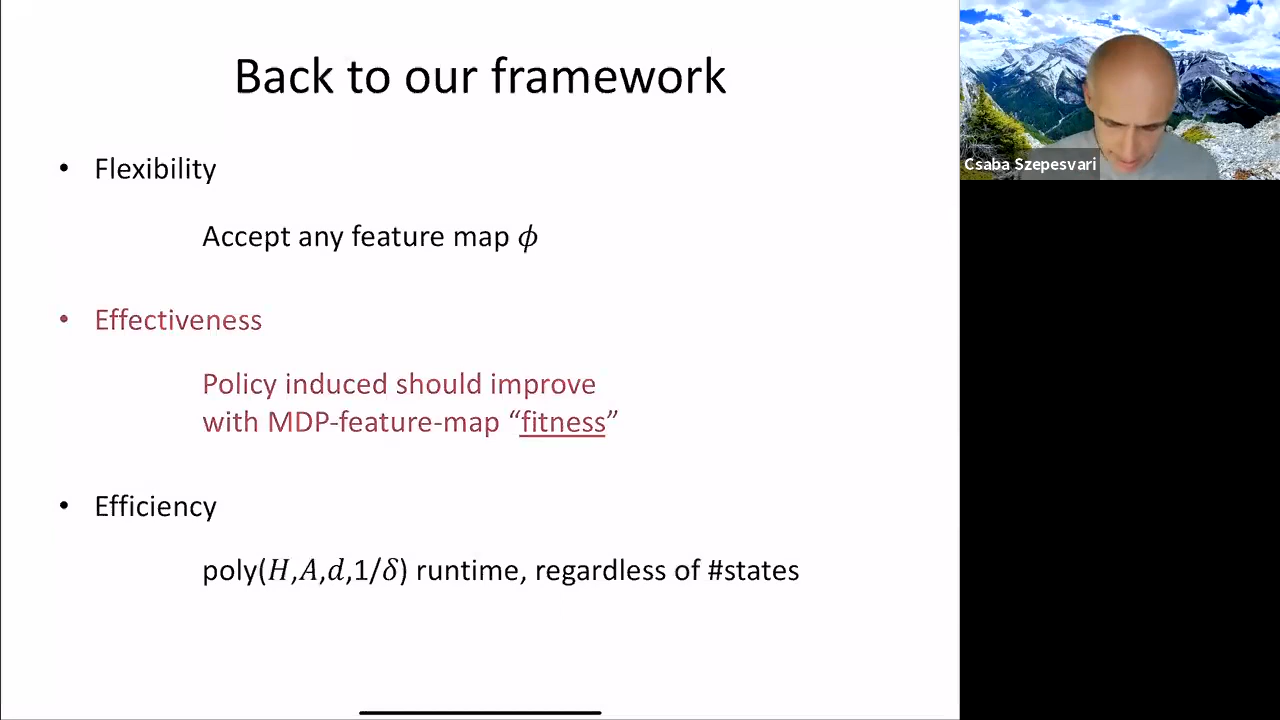 Back to our framework
• Flexibility
Accept any feature map ϕ
• Effectiveness
Policy induced should improve
with MDP-feature-map “fitness”
• Efficiency
poly(H,A,d,1/δ) runtime, regardless of #states
Csaba Szepesvari